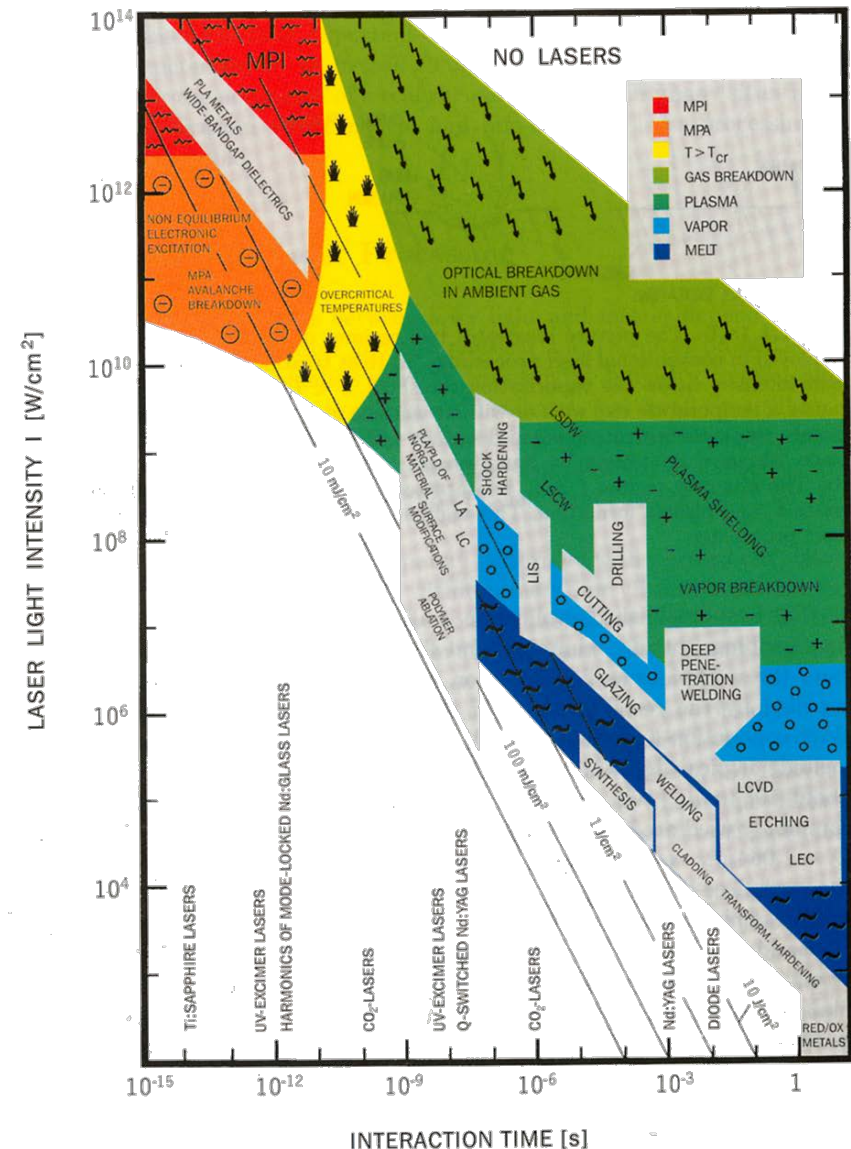 10¹⁴
NO LASERS
MPI
MPI
MPA
T > Tcr
GAS BREAKDOWN
PLASMA
VAPOR
MELT
PLA METALS
WIDE-BANDGAP DIELECTRICS
10¹²
NON-EQUILIBRIUM
ELECTRONIC
EXCITATION
MPA
AVALANCHE
BREAKDOWN
OVERCRITICAL
TEMPERATURES
OPTICAL BREAKDOWN
IN AMBIENT GAS
10¹⁰
LASER LIGHT INTENSITY I [W/cm²]
LSDW
LSCW
PLASMA SHIELDING
VAPOR BREAKDOWN
10 mJ/cm²
PLA/PLD OF
INORG.
MATERIAL SURFACE
MODIFICATIONS
LA
LC
POLYMER
ABLATION
SHOCK
HARDENING
LIS
DRILLING
CUTTING
10⁸
DEEP
PENE-
TRATION
WELDING
GLAZING
10⁶
100 mJ/cm²
SYNTHESIS
WELDING
1 J/cm²
LCVD
ETCHING
LEC
CLADDING
TRANSFORM. HARDENING
10⁴
10 J/cm²
RED/OX
METALS
Ti:SAPPHIRE LASERS
UV-EXCIMER LASERS
HARMONICS OF MODE-LOCKED Nd:GLASS LASERS
CO₂-LASERS
UV-EXCIMER LASERS
Q-SWITCHED Nd:YAG LASERS
CO₂-LASERS
Nd:YAG LASERS
DIODE LASERS
10⁻¹⁵
10⁻¹²
10⁻⁹
10⁻⁶
10⁻³
1
INTERACTION TIME [s]